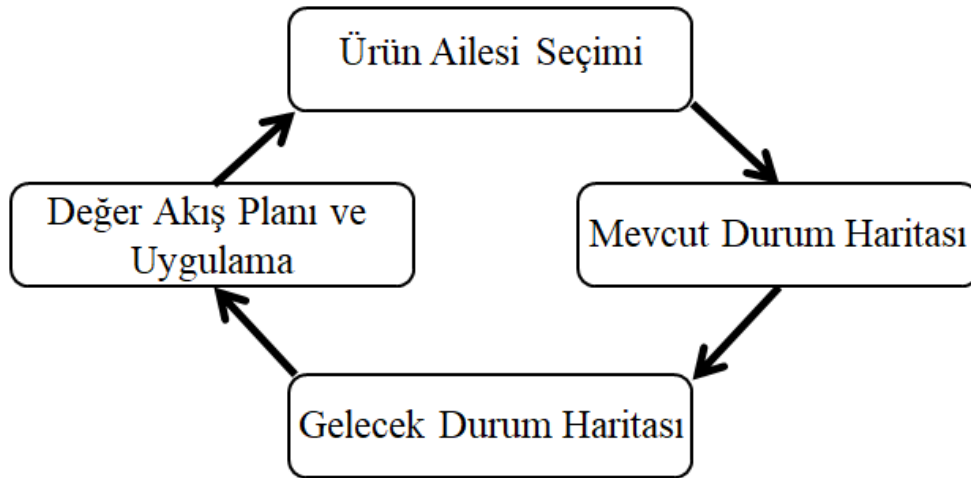 Ürün Ailesi Seçimi
Değer Akış Planı ve
Uygulama
Mevcut Durum Haritası
Gelecek Durum Haritası